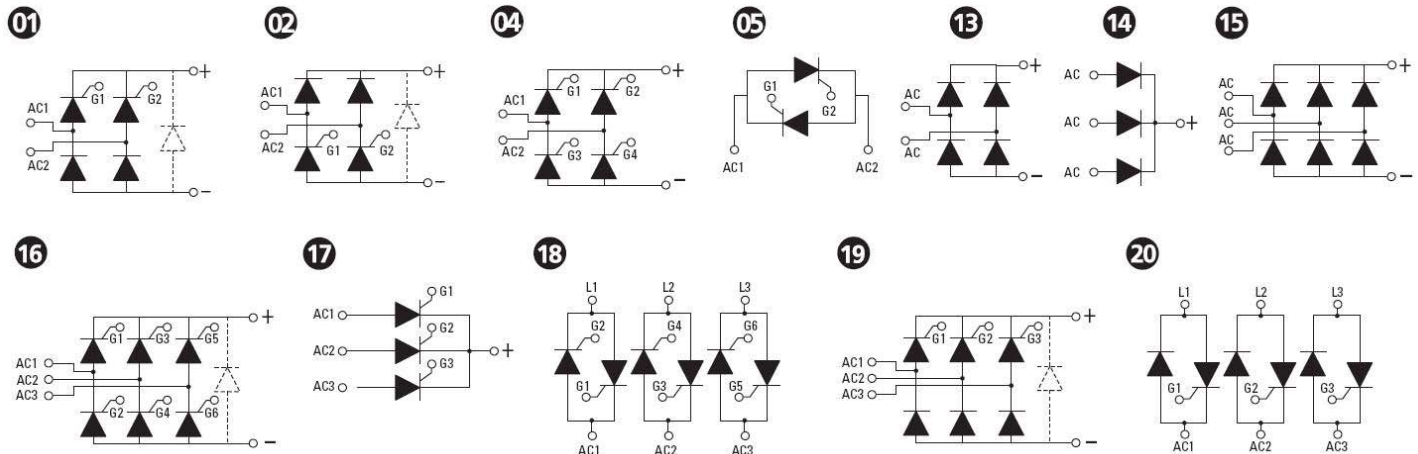 01
02
04
05
13
14
15
+
G1
G2
AC1
AC2
−
+
AC1
AC2
G1
G2
−
+
G1
G2
AC1
AC2
G3
G4
−
G1
G2
AC1
AC2
+
AC
AC
−
AC
AC
AC
+
+
AC
AC
AC
−
16
17
18
19
20
+
G1
G3
G5
AC1
AC2
AC3
G2
G4
G6
−
G1
AC1
G2
AC2
+
G3
AC3
L1
L2
L3
G2
G4
G6
G1
G3
G5
AC1
AC2
AC3
+
G1
G2
G3
AC1
AC2
AC3
−
L1
L2
L3
G1
G2
G3
AC1
AC2
AC3